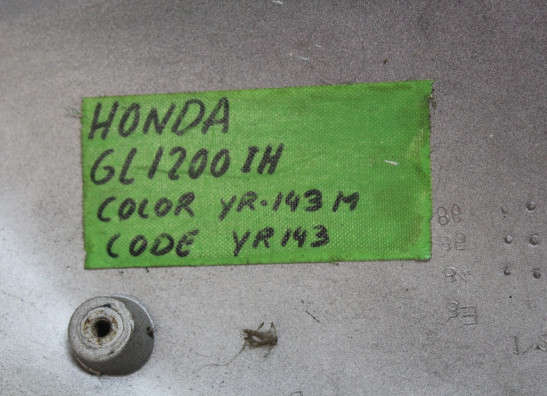 HONDA
GL1200IH
COLOR YR-143M
CODE YR143